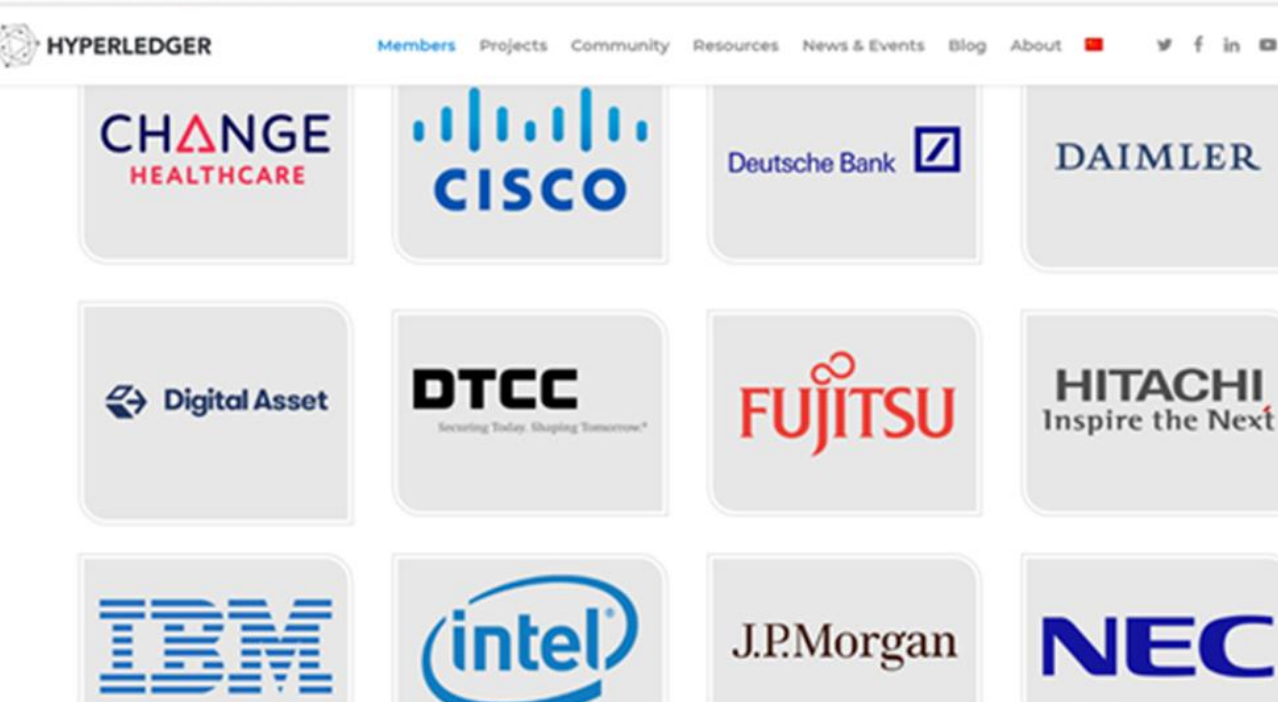 HYPERLEDGER
Members Projects Community Resources News & Events Blog About
CHANGE
HEALTHCARE
CISCO
Deutsche Bank
DAIMLER
Digital Asset
DTCC
Securing Today. Shaping Tomorrow.®
FUJITSU
HITACHI
Inspire the Next
IBM
intel®
J.P.Morgan
NEC